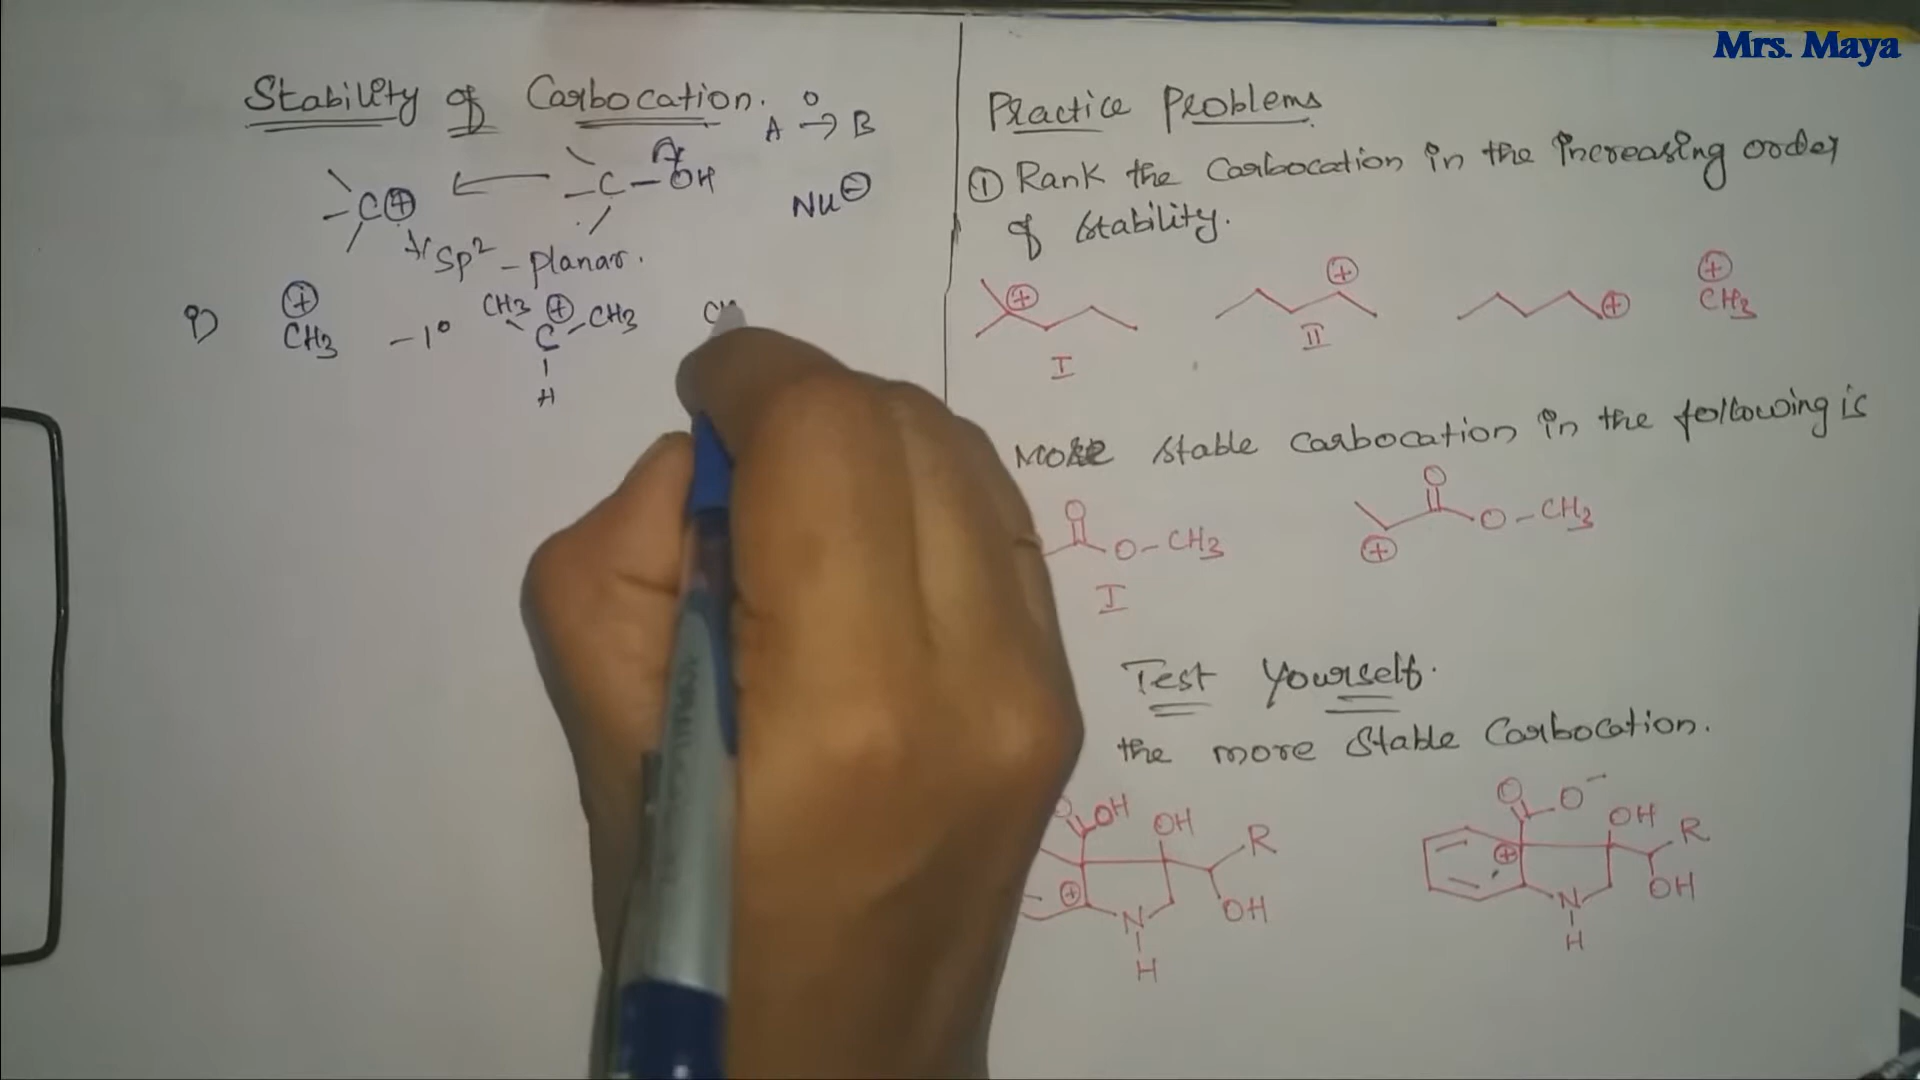 Mrs. Maya
Stability of Carbocation.
A → B
C⊕ ← C-OH
Nu⊖
Sp² - planar.
⊕
CH3 - 1°
CH3 ⊕ CH3
C
H
Practice Problems
① Rank the Carbocation in the increasing order
of stability.
⊕ ⊕ ⊕ ⊕
CH3
I II
More stable carbocation in the following is
O O
O-CH3 O-CH3
⊕
I
Test Yourself.
the more Stable Carbocation.
O OH OH R O O⁻ OH R
⊕ OH ⊕ OH
N N
H H